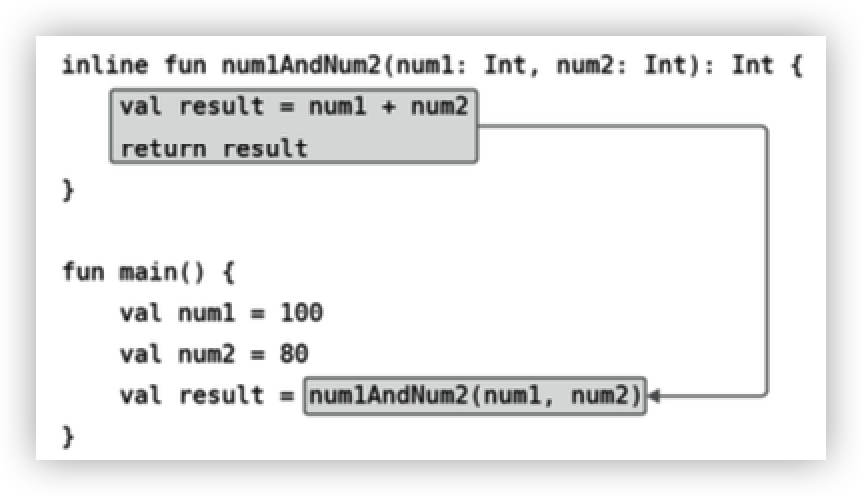 inline fun num1AndNum2(num1: Int, num2: Int): Int {
    val result = num1 + num2
    return result
}
fun main() {
    val num1 = 100
    val num2 = 80
    val result = num1AndNum2(num1, num2)
}